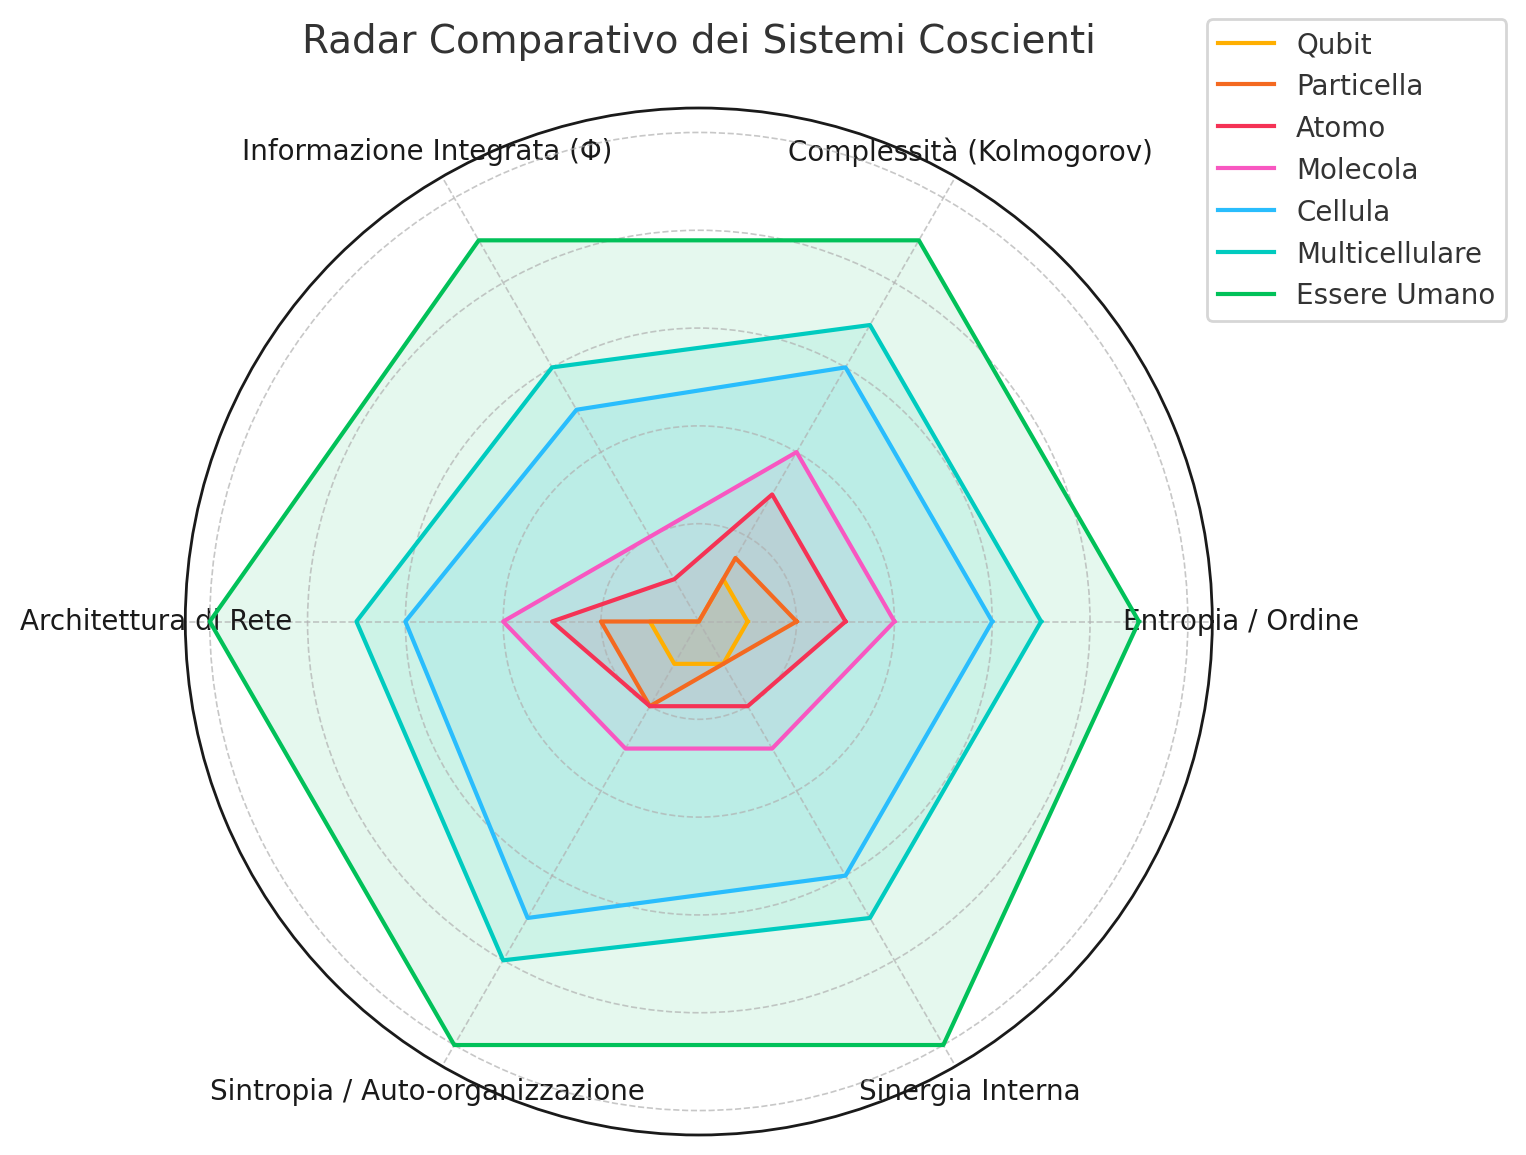 Radar Comparativo dei Sistemi Coscienti
Qubit
Particella
Atomo
Molecola
Cellula
Multicellulare
Essere Umano
Informazione Integrata (Φ)
Complessità (Kolmogorov)
Architettura di Rete
Entropia / Ordine
Sintropia / Auto-organizzazione
Sinergia Interna